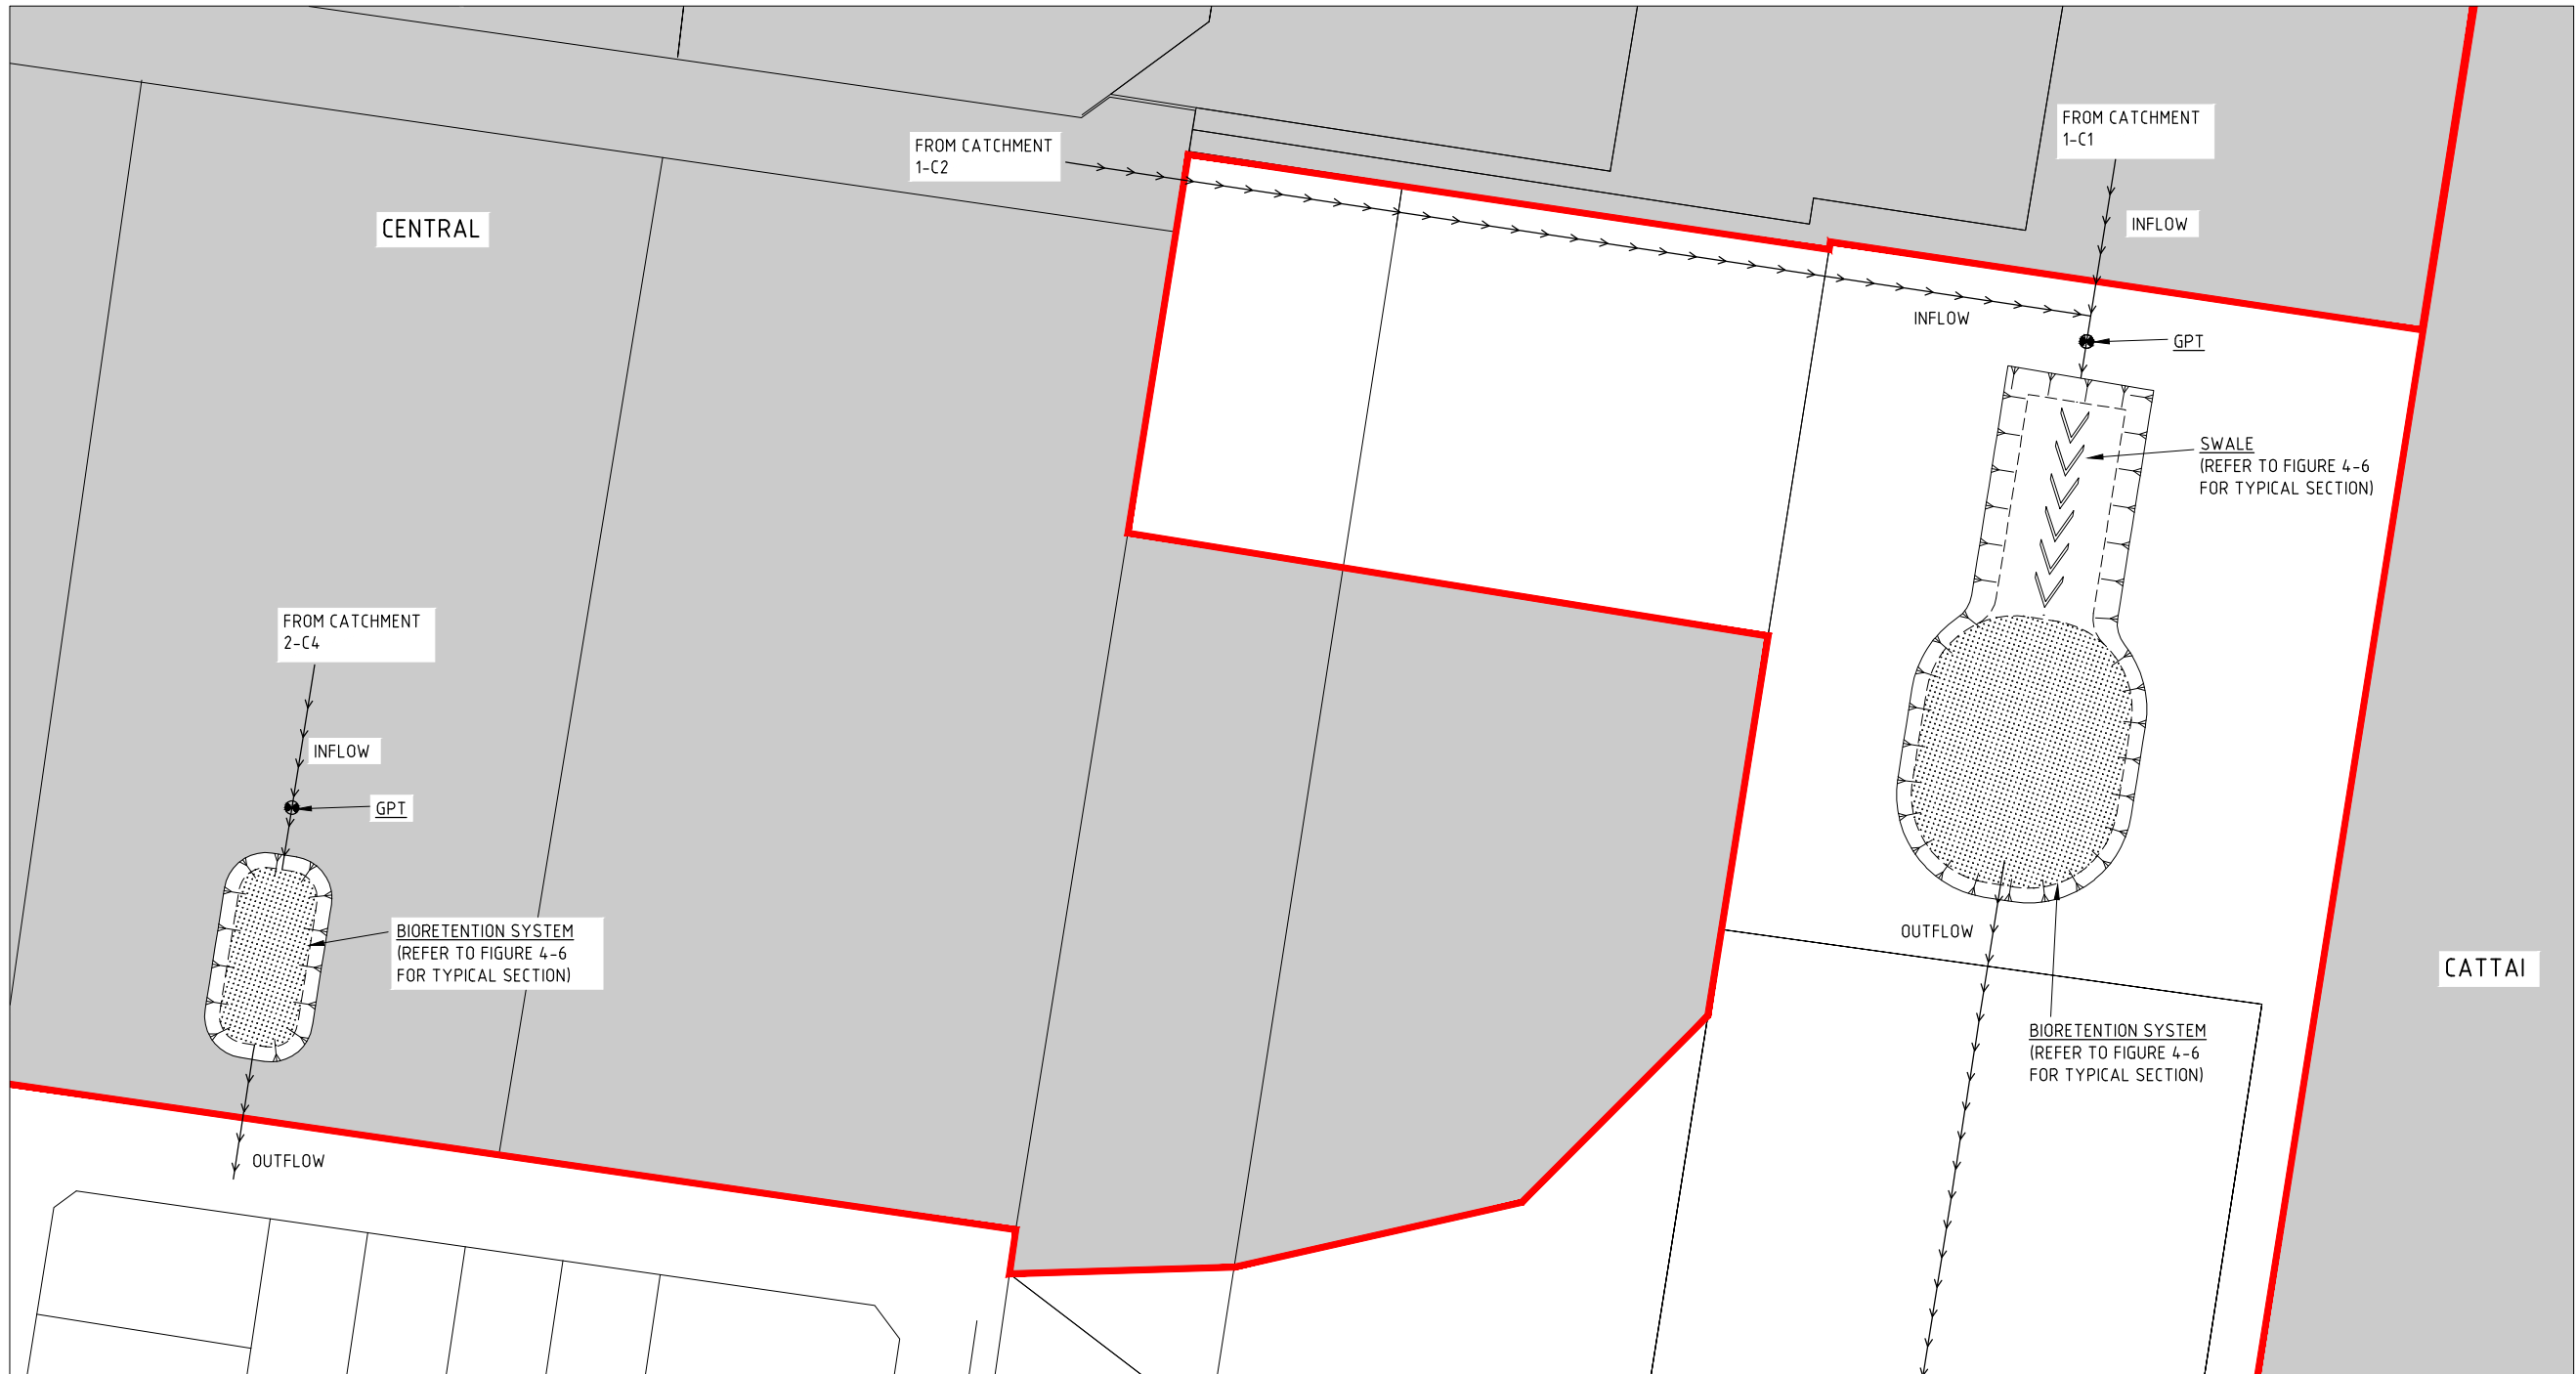 FROM CATCHMENT
1-C1
FROM CATCHMENT
1-C2
CENTRAL
INFLOW
INFLOW
GPT
SWALE
(REFER TO FIGURE 4-6
FOR TYPICAL SECTION)
FROM CATCHMENT
2-C4
INFLOW
GPT
BIORETENTION SYSTEM
(REFER TO FIGURE 4-6
FOR TYPICAL SECTION)
OUTFLOW
CATTAI
BIORETENTION SYSTEM
(REFER TO FIGURE 4-6
FOR TYPICAL SECTION)
OUTFLOW